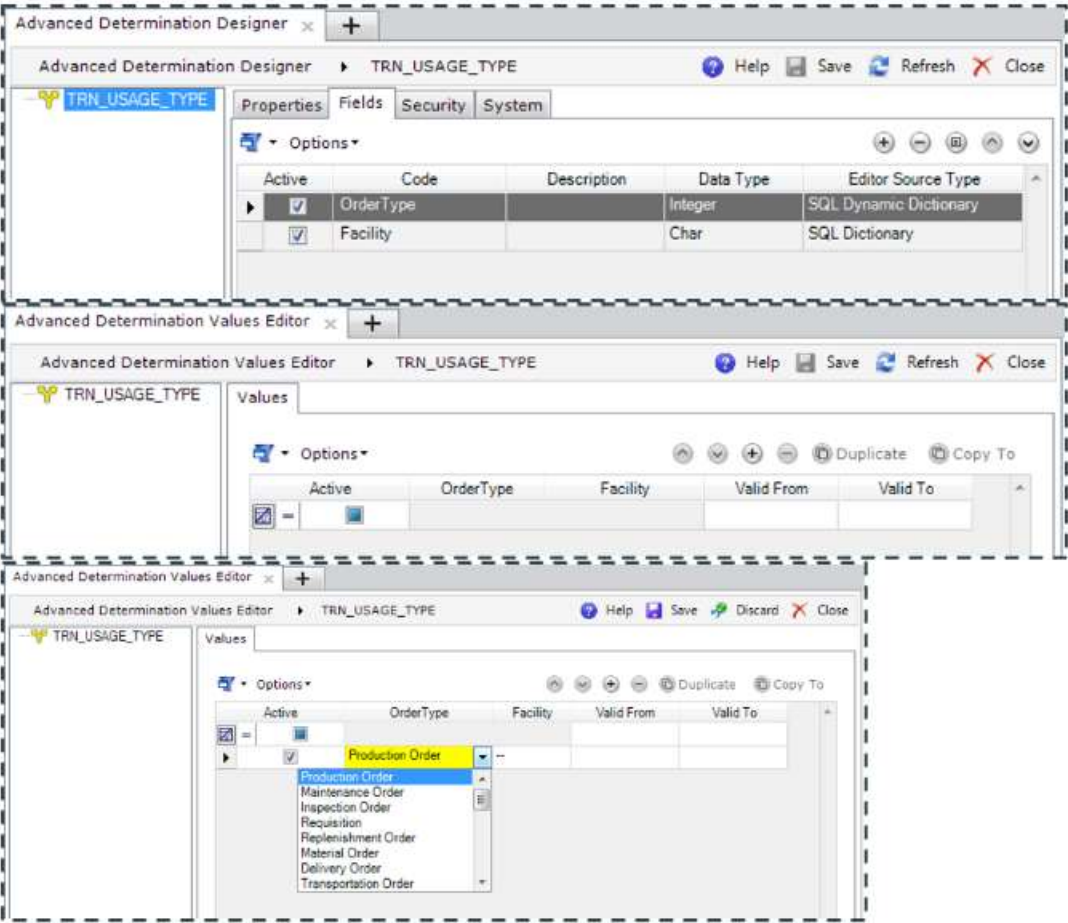 Advanced Determination Designer
Advanced Determination Designer TRN_USAGE_TYPE Help Save Refresh Close
TRN_USAGE_TYPE Properties Fields Security System
Options
Active Code Description Data Type Editor Source Type
OrderType Integer SQL Dynamic Dictionary
Facility Char SQL Dictionary
Advanced Determination Values Editor
Advanced Determination Values Editor TRN_USAGE_TYPE Help Save Refresh Close
TRN_USAGE_TYPE Values
Options Duplicate Copy To
Active OrderType Facility Valid From Valid To
=
Advanced Determination Values Editor
Advanced Determination Values Editor TRN_USAGE_TYPE Help Save Discard Close
TRN_USAGE_TYPE Values
Options Duplicate Copy To
Active OrderType Facility Valid From Valid To
=
Production Order --
Production Order
Maintenance Order
Inspection Order
Requisition
Replenishment Order
Material Order
Delivery Order
Transportation Order